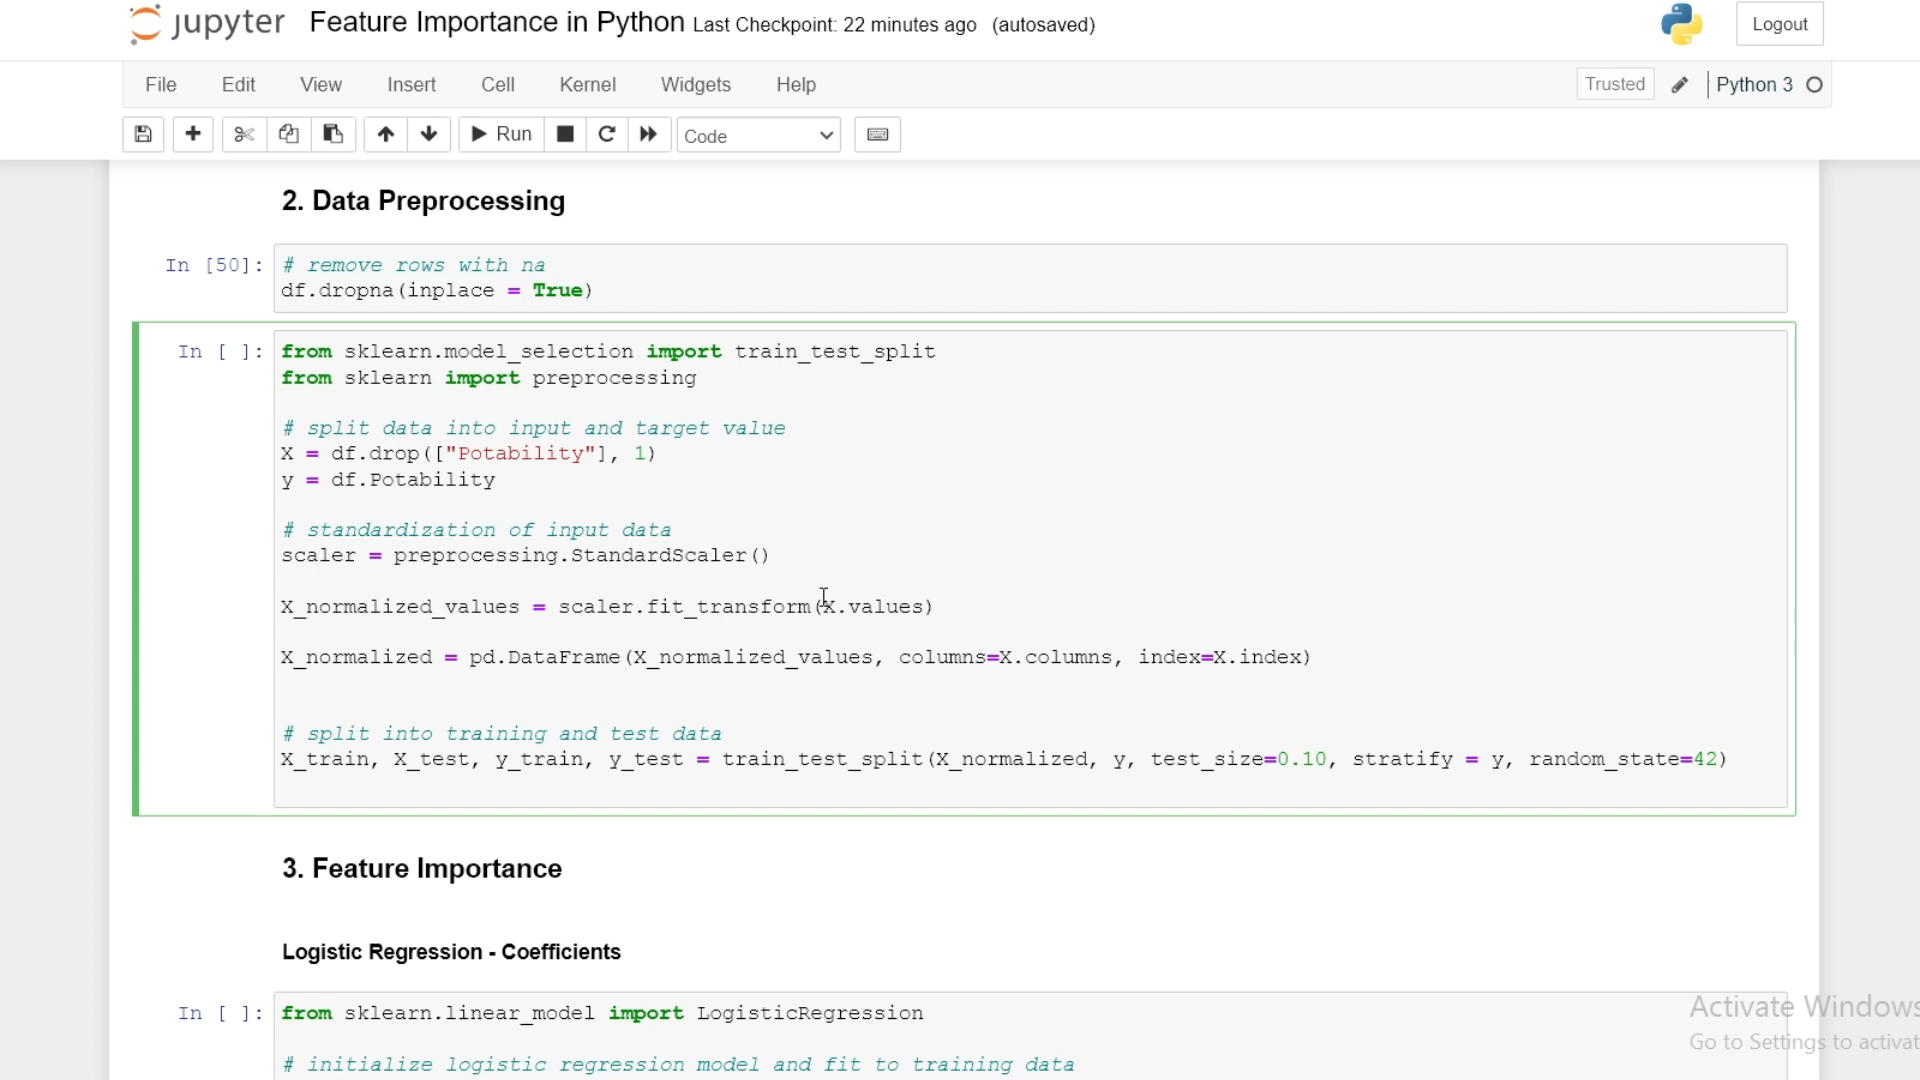 jupyter Feature Importance in Python Last Checkpoint: 22 minutes ago (autosaved) Logout
File Edit View Insert Cell Kernel Widgets Help Trusted Python 3
Run Code
2. Data Preprocessing
In [50]: # remove rows with na
df.dropna(inplace = True)
In [ ]: from sklearn.model_selection import train_test_split
from sklearn import preprocessing
# split data into input and target value
X = df.drop(["Potability"], 1)
y = df.Potability
# standardization of input data
scaler = preprocessing.StandardScaler()
X_normalized_values = scaler.fit_transform(X.values)
X_normalized = pd.DataFrame(X_normalized_values, columns=X.columns, index=X.index)
# split into training and test data
X_train, X_test, y_train, y_test = train_test_split(X_normalized, y, test_size=0.10, stratify = y, random_state=42)
3. Feature Importance
Logistic Regression - Coefficients
In [ ]: from sklearn.linear_model import LogisticRegression
# initialize logistic regression model and fit to training data
Activate Windows
Go to Settings to activat